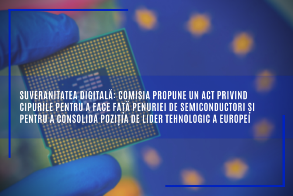 SUVERANITATEA DIGITALĂ: COMISIA PROPUNE UN ACT PRIVIND
CIPURILE PENTRU A FACE FAȚĂ PENURIEI DE SEMICONDUCTORI ȘI
PENTRU A CONSOLIDA POZIȚIA DE LIDER TEHNOLOGIC A EUROPEI